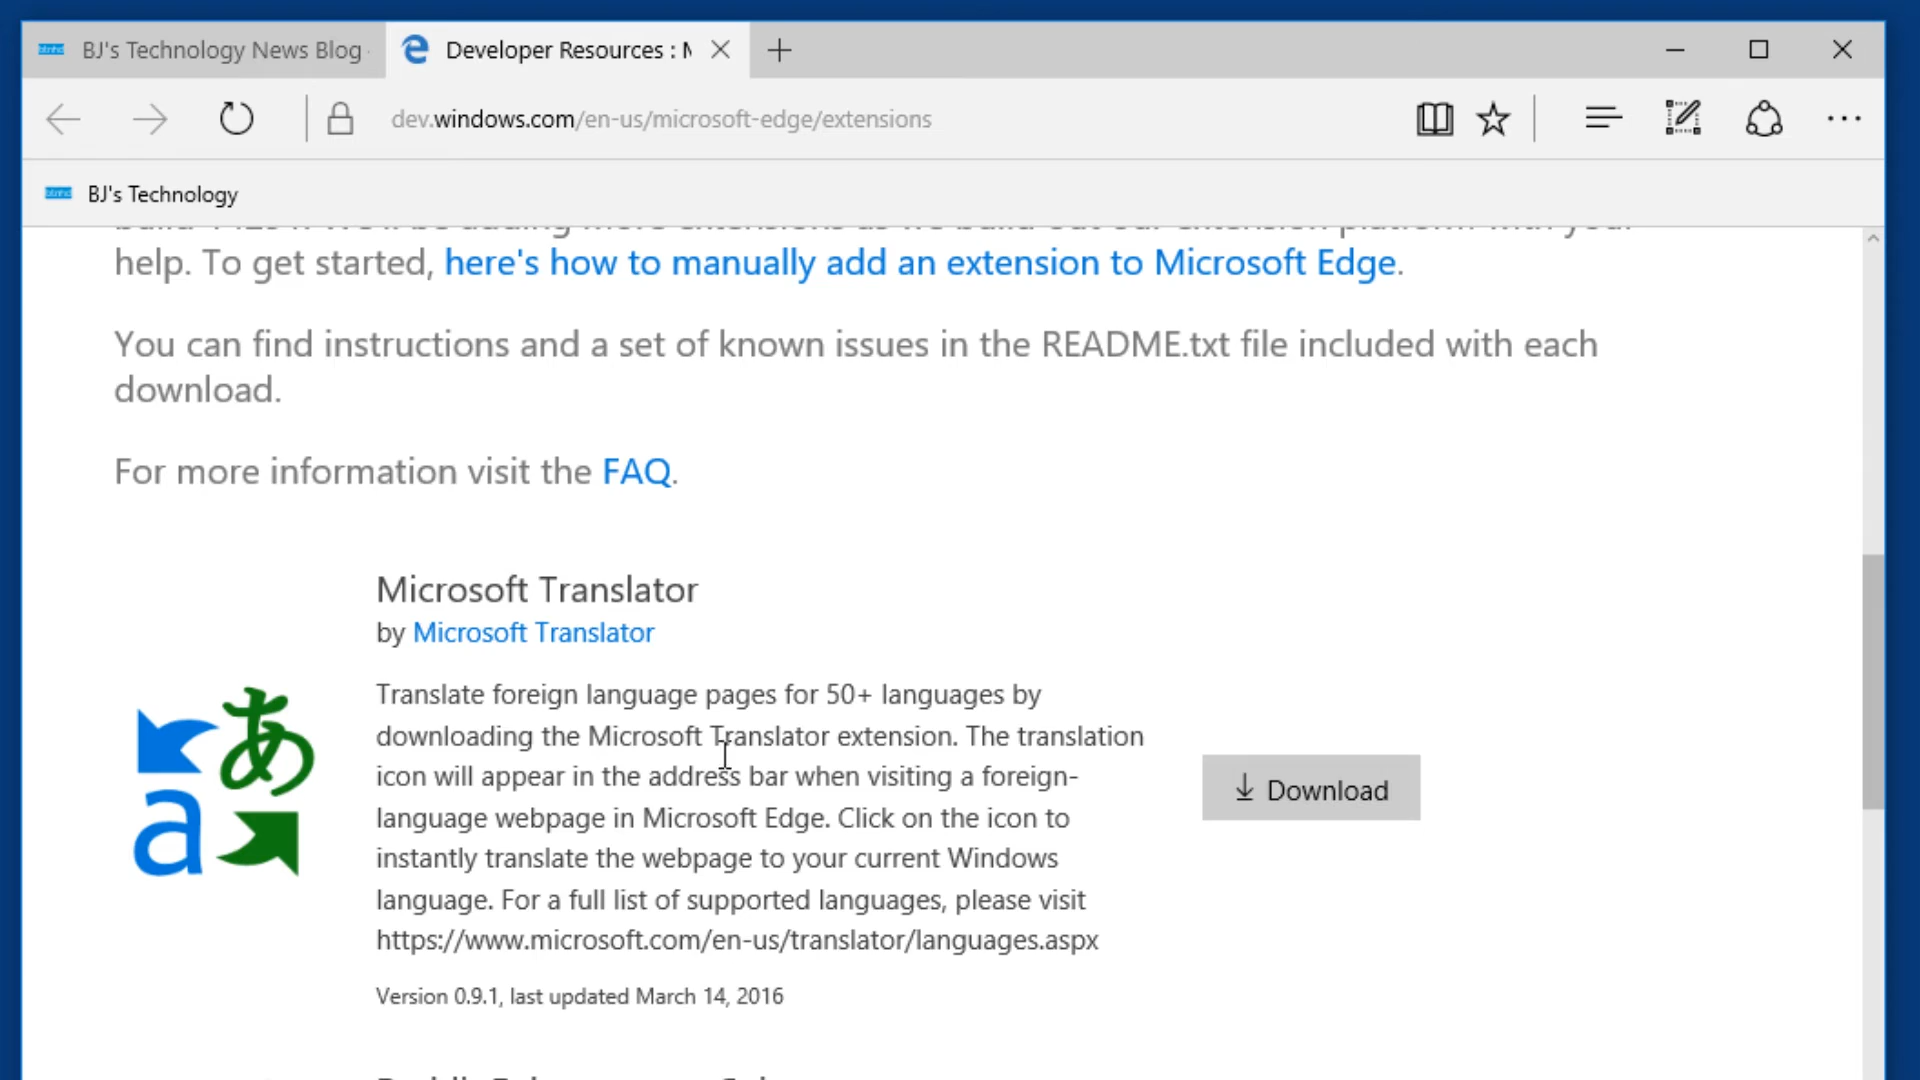 BJ's Technology News Blog
Developer Resources : M
dev.windows.com/en-us/microsoft-edge/extensions
BJ's Technology
help. To get started, here's how to manually add an extension to Microsoft Edge.
You can find instructions and a set of known issues in the README.txt file included with each
download.
For more information visit the FAQ.
Microsoft Translator
by Microsoft Translator
あ
a
Translate foreign language pages for 50+ languages by
downloading the Microsoft Translator extension. The translation
icon will appear in the address bar when visiting a foreign-
language webpage in Microsoft Edge. Click on the icon to
instantly translate the webpage to your current Windows
language. For a full list of supported languages, please visit
https://www.microsoft.com/en-us/translator/languages.aspx
Download
Version 0.9.1, last updated March 14, 2016